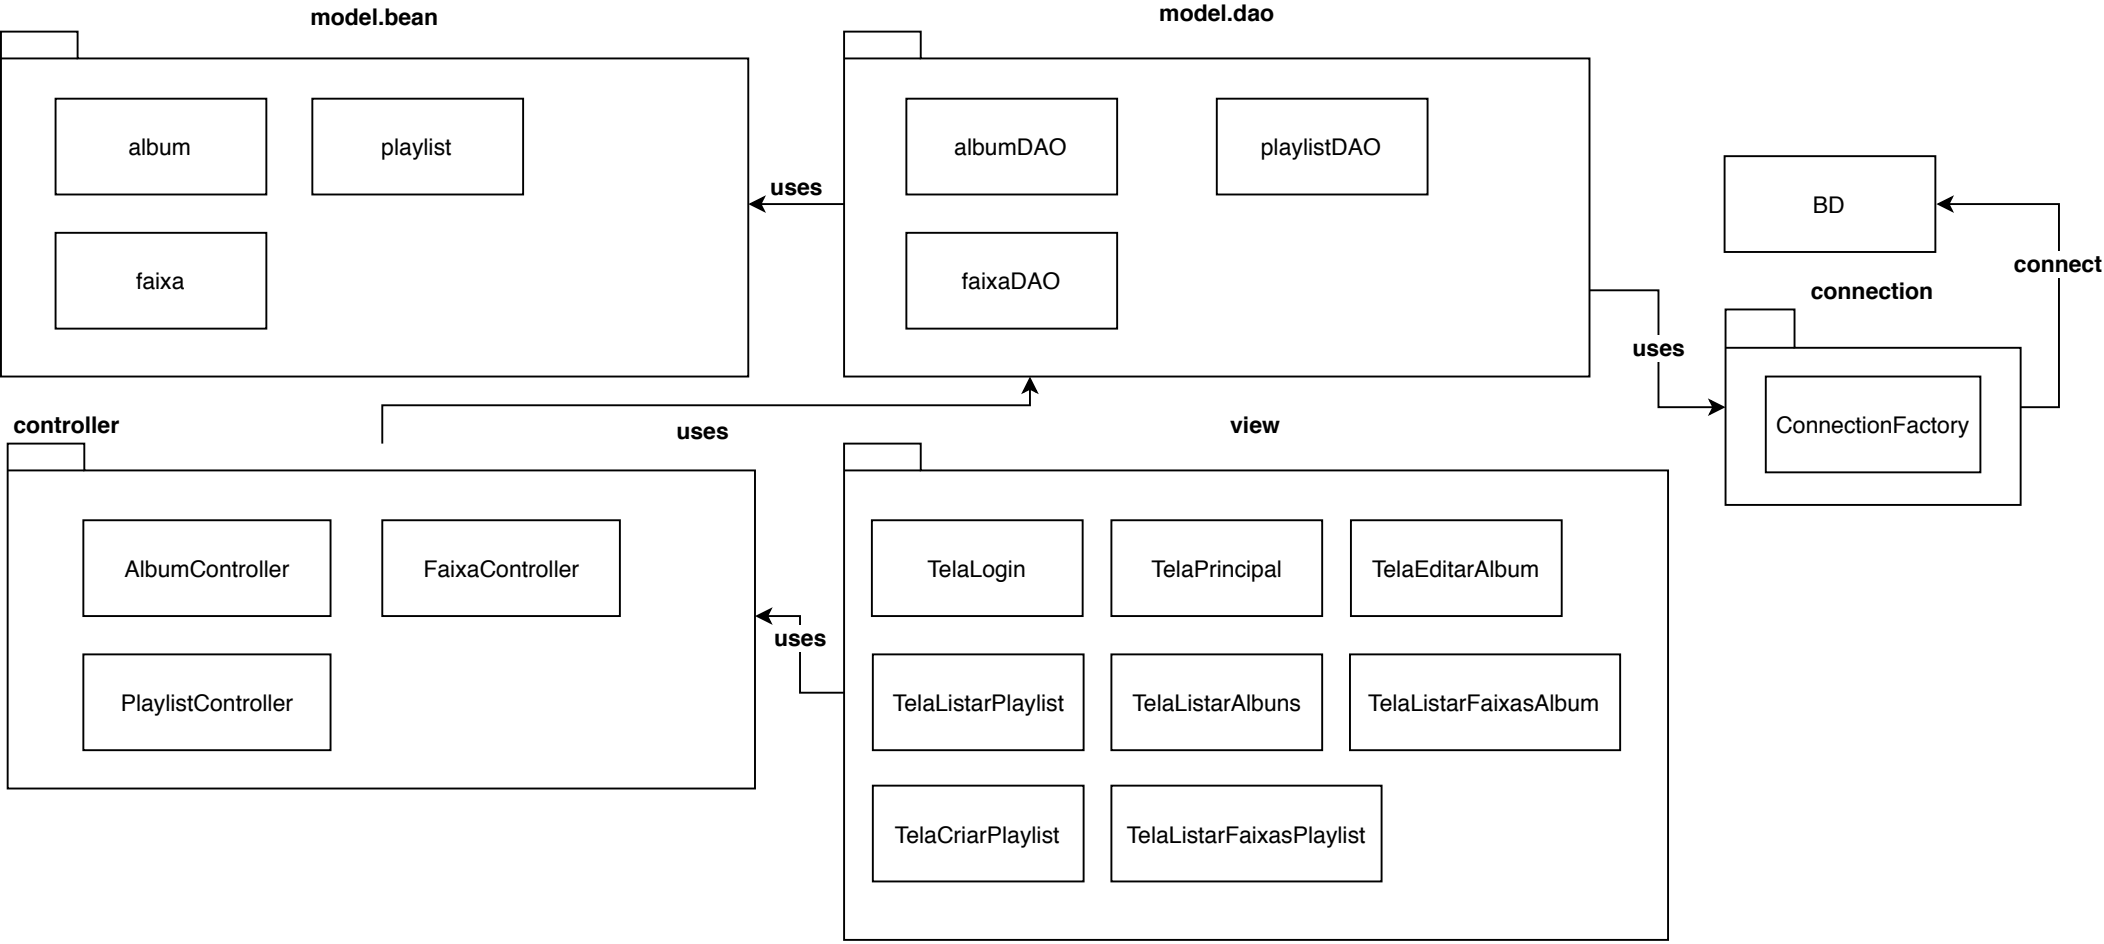 model.bean
album
playlist
faixa
uses
model.dao
albumDAO
playlistDAO
faixaDAO
uses
BD
connect
connection
ConnectionFactory
controller
uses
AlbumController
FaixaController
PlaylistController
uses
view
TelaLogin
TelaPrincipal
TelaEditarAlbum
TelaListarPlaylist
TelaListarAlbuns
TelaListarFaixasAlbum
TelaCriarPlaylist
TelaListarFaixasPlaylist